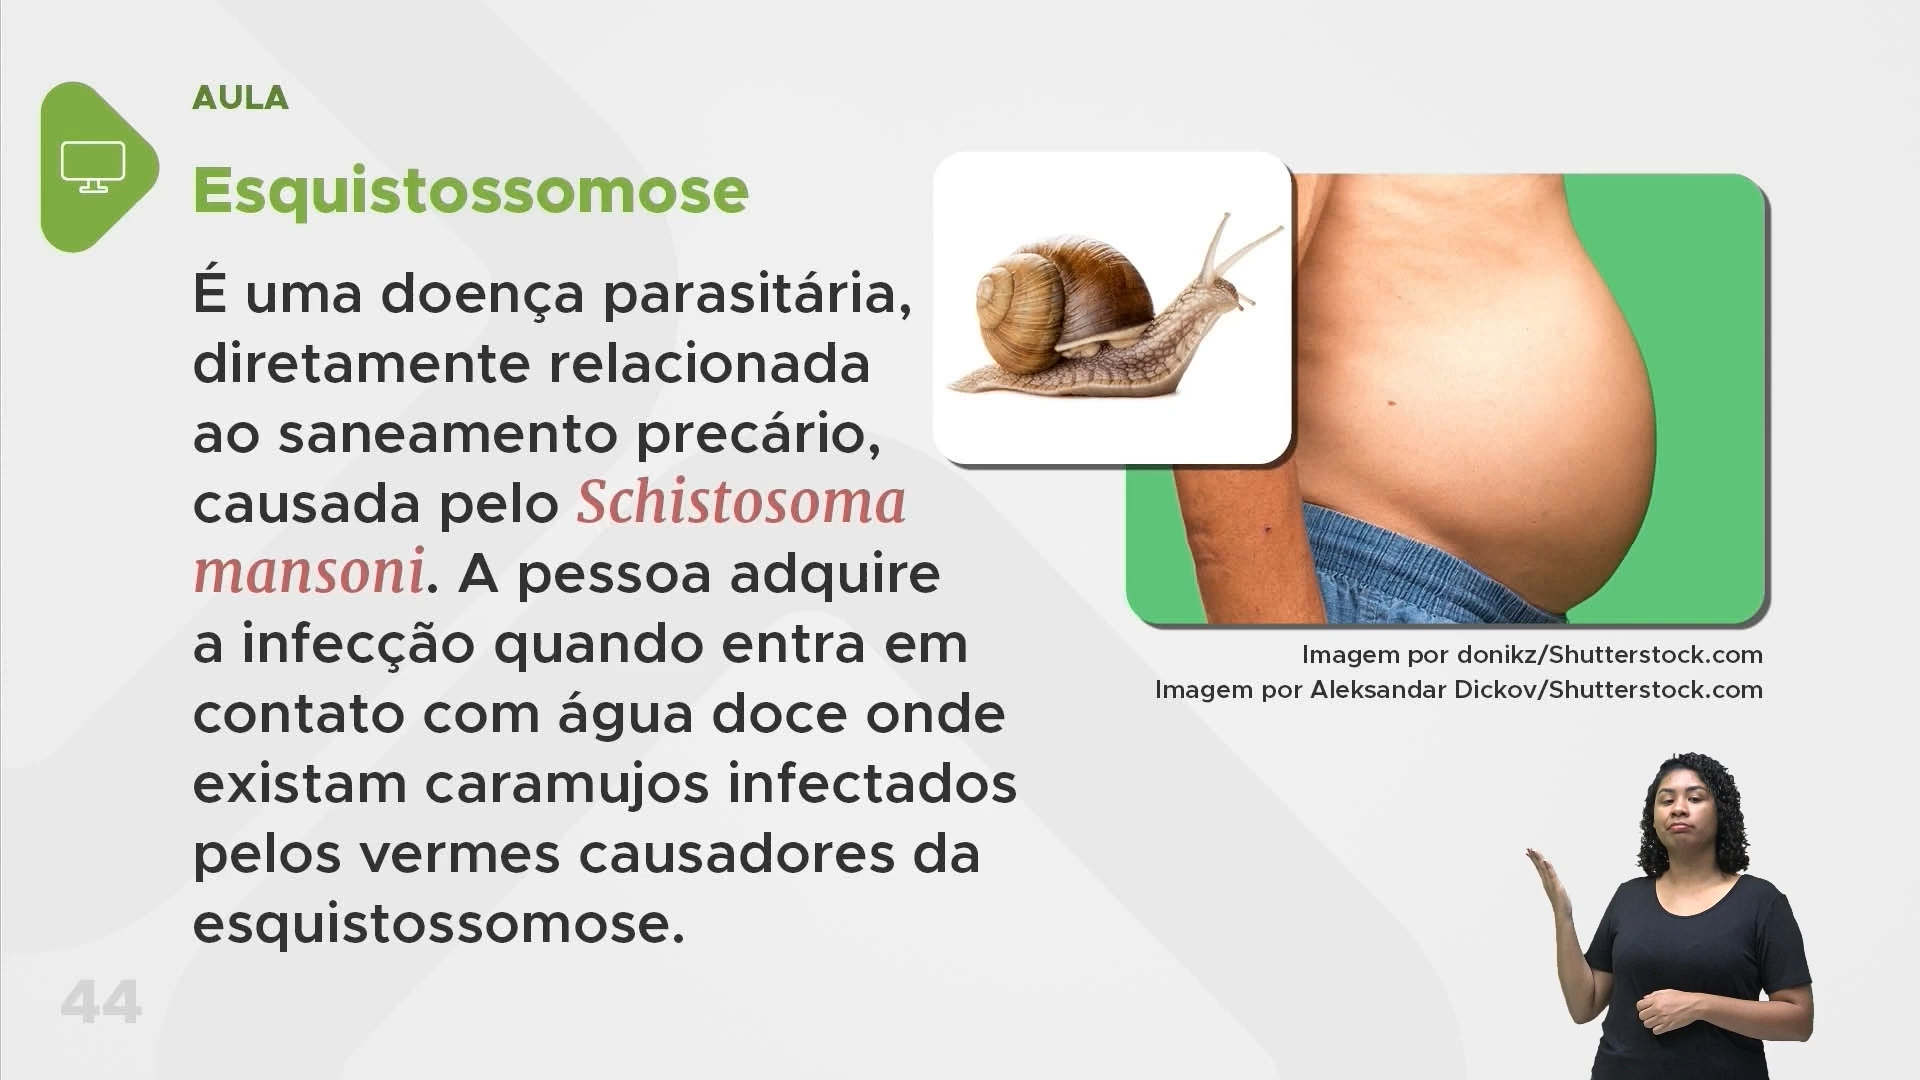 AULA
Esquistossomose
É uma doença parasitária,
diretamente relacionada
ao saneamento precário,
causada pelo Schistosoma
mansoni. A pessoa adquire
a infecção quando entra em
contato com água doce onde
existam caramujos infectados
pelos vermes causadores da
esquistossomose.
Imagem por donikz/Shutterstock.com
Imagem por Aleksandar Dickov/Shutterstock.com
44